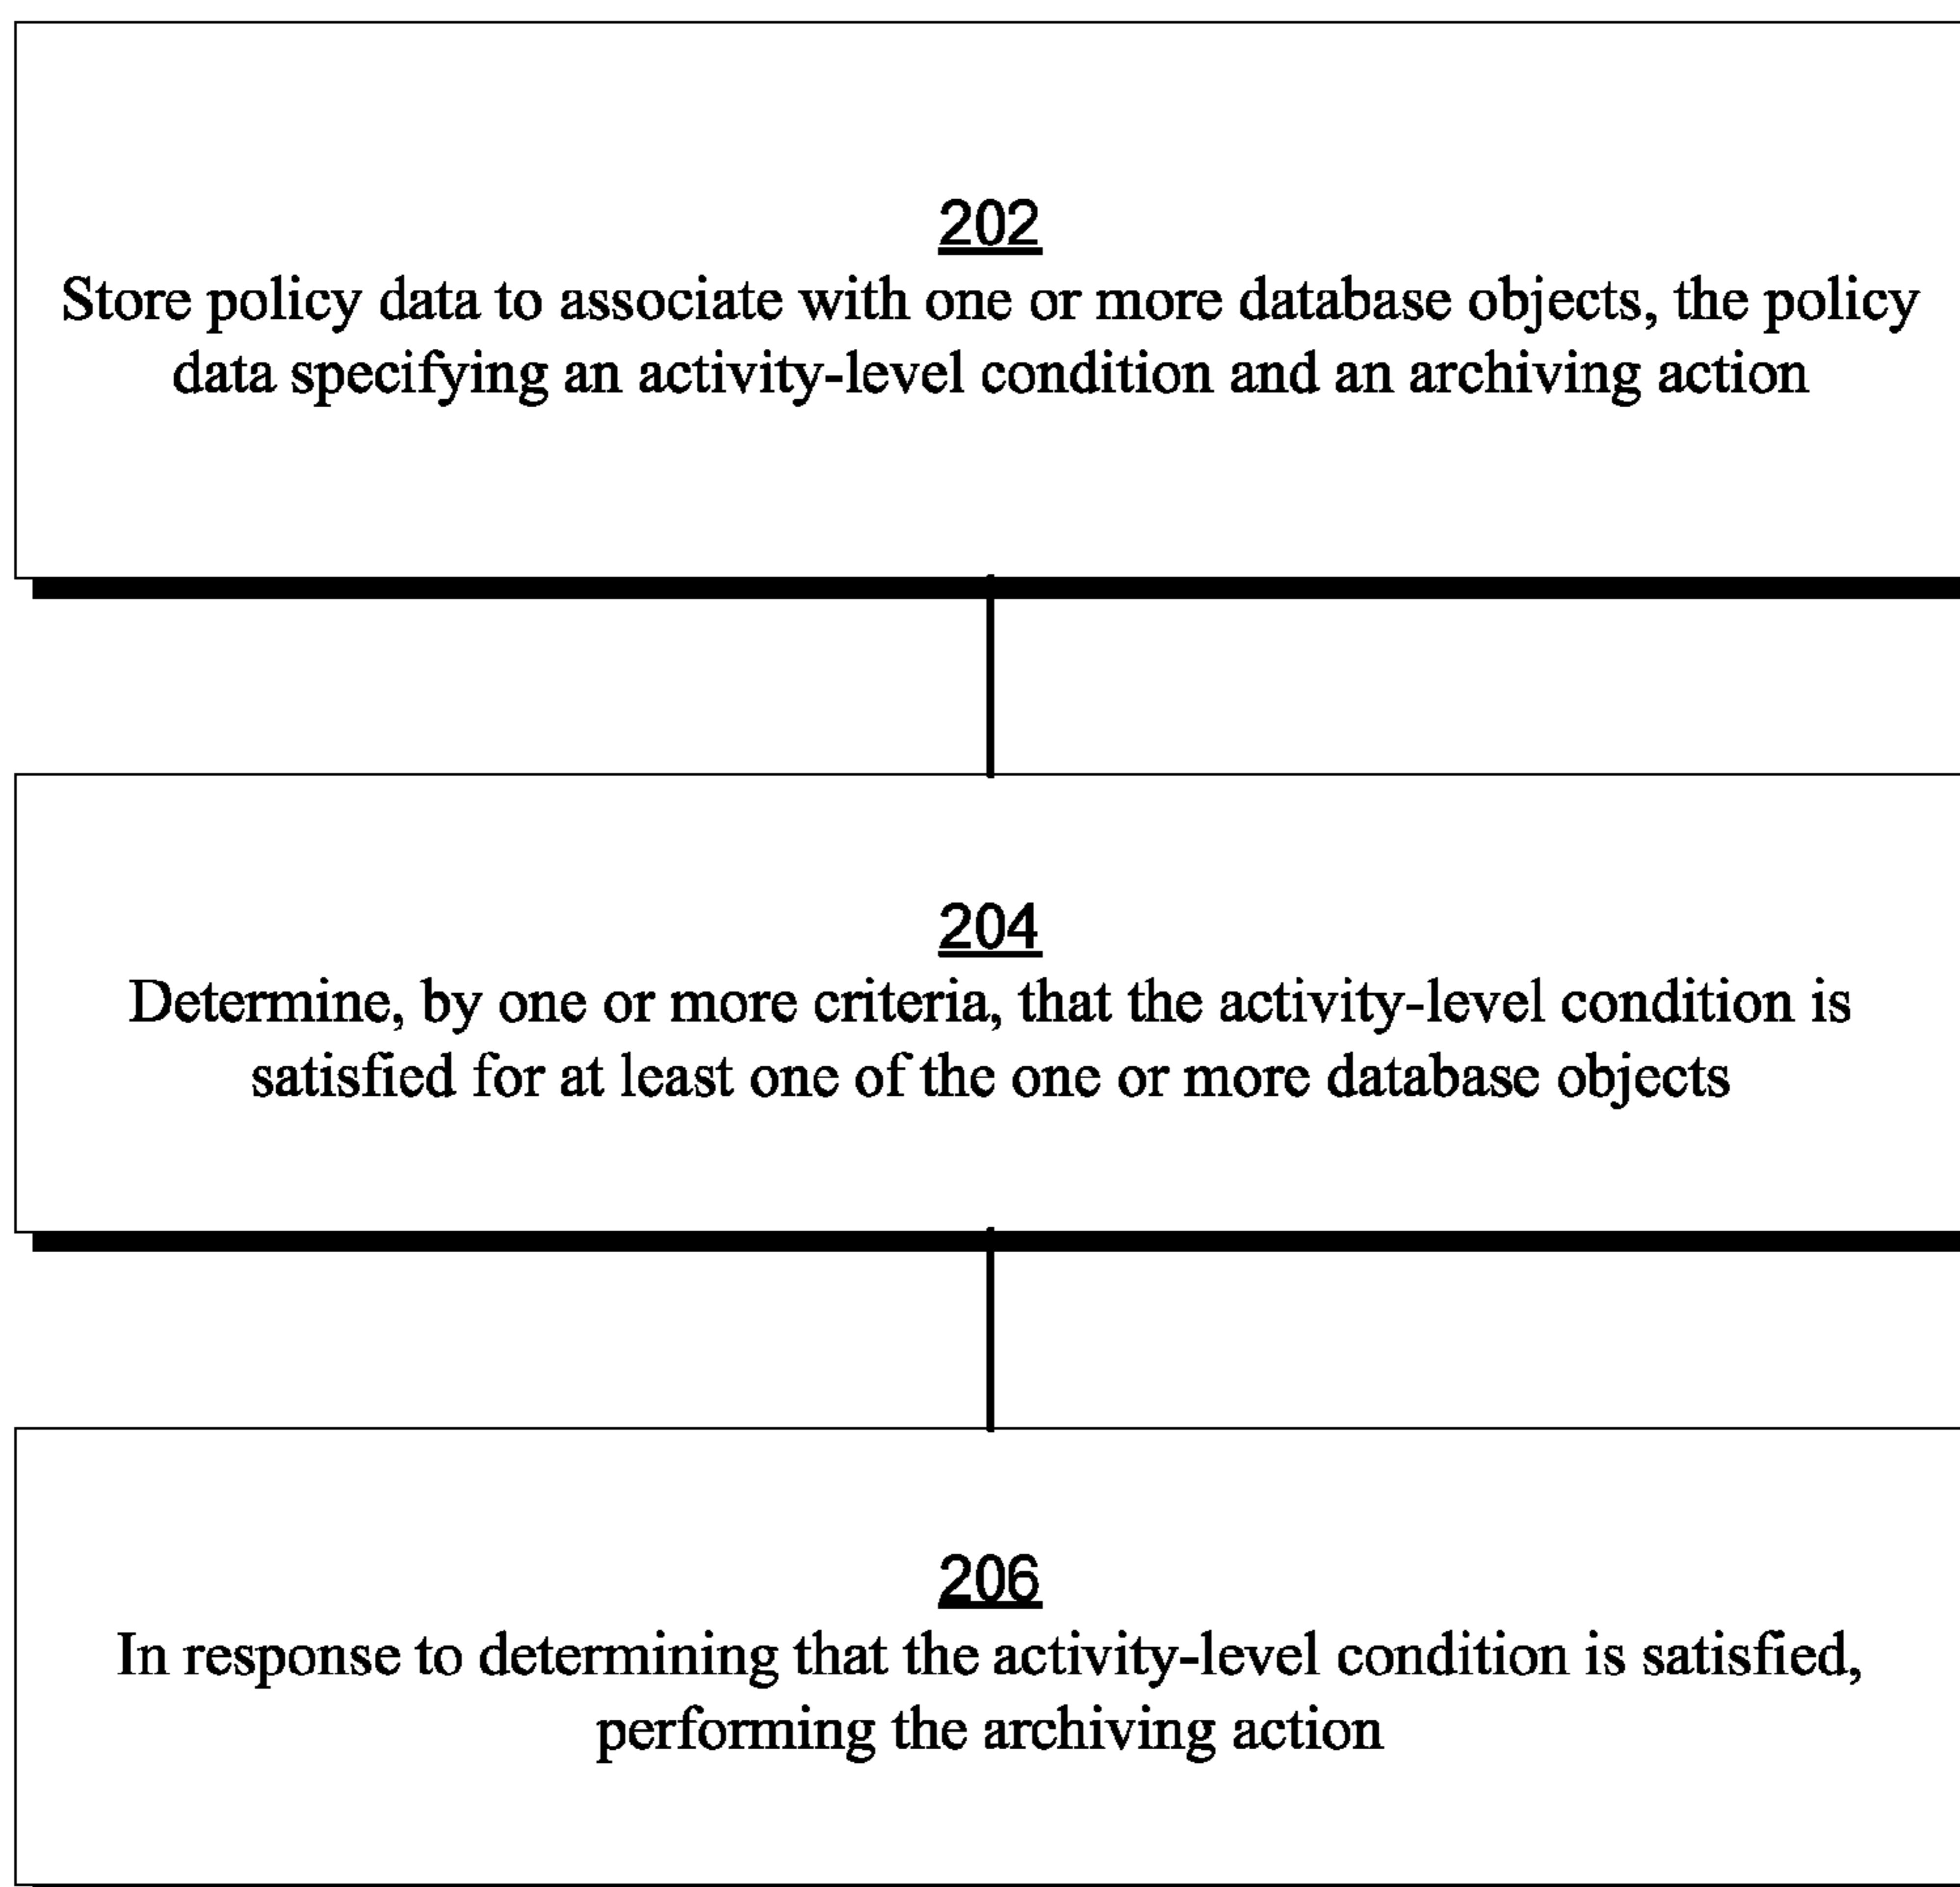 202
Store policy data to associate with one or more database objects, the policy
data specifying an activity-level condition and an archiving action
204
Determine, by one or more criteria, that the activity-level condition is
satisfied for at least one of the one or more database objects
206
In response to determining that the activity-level condition is satisfied,
performing the archiving action